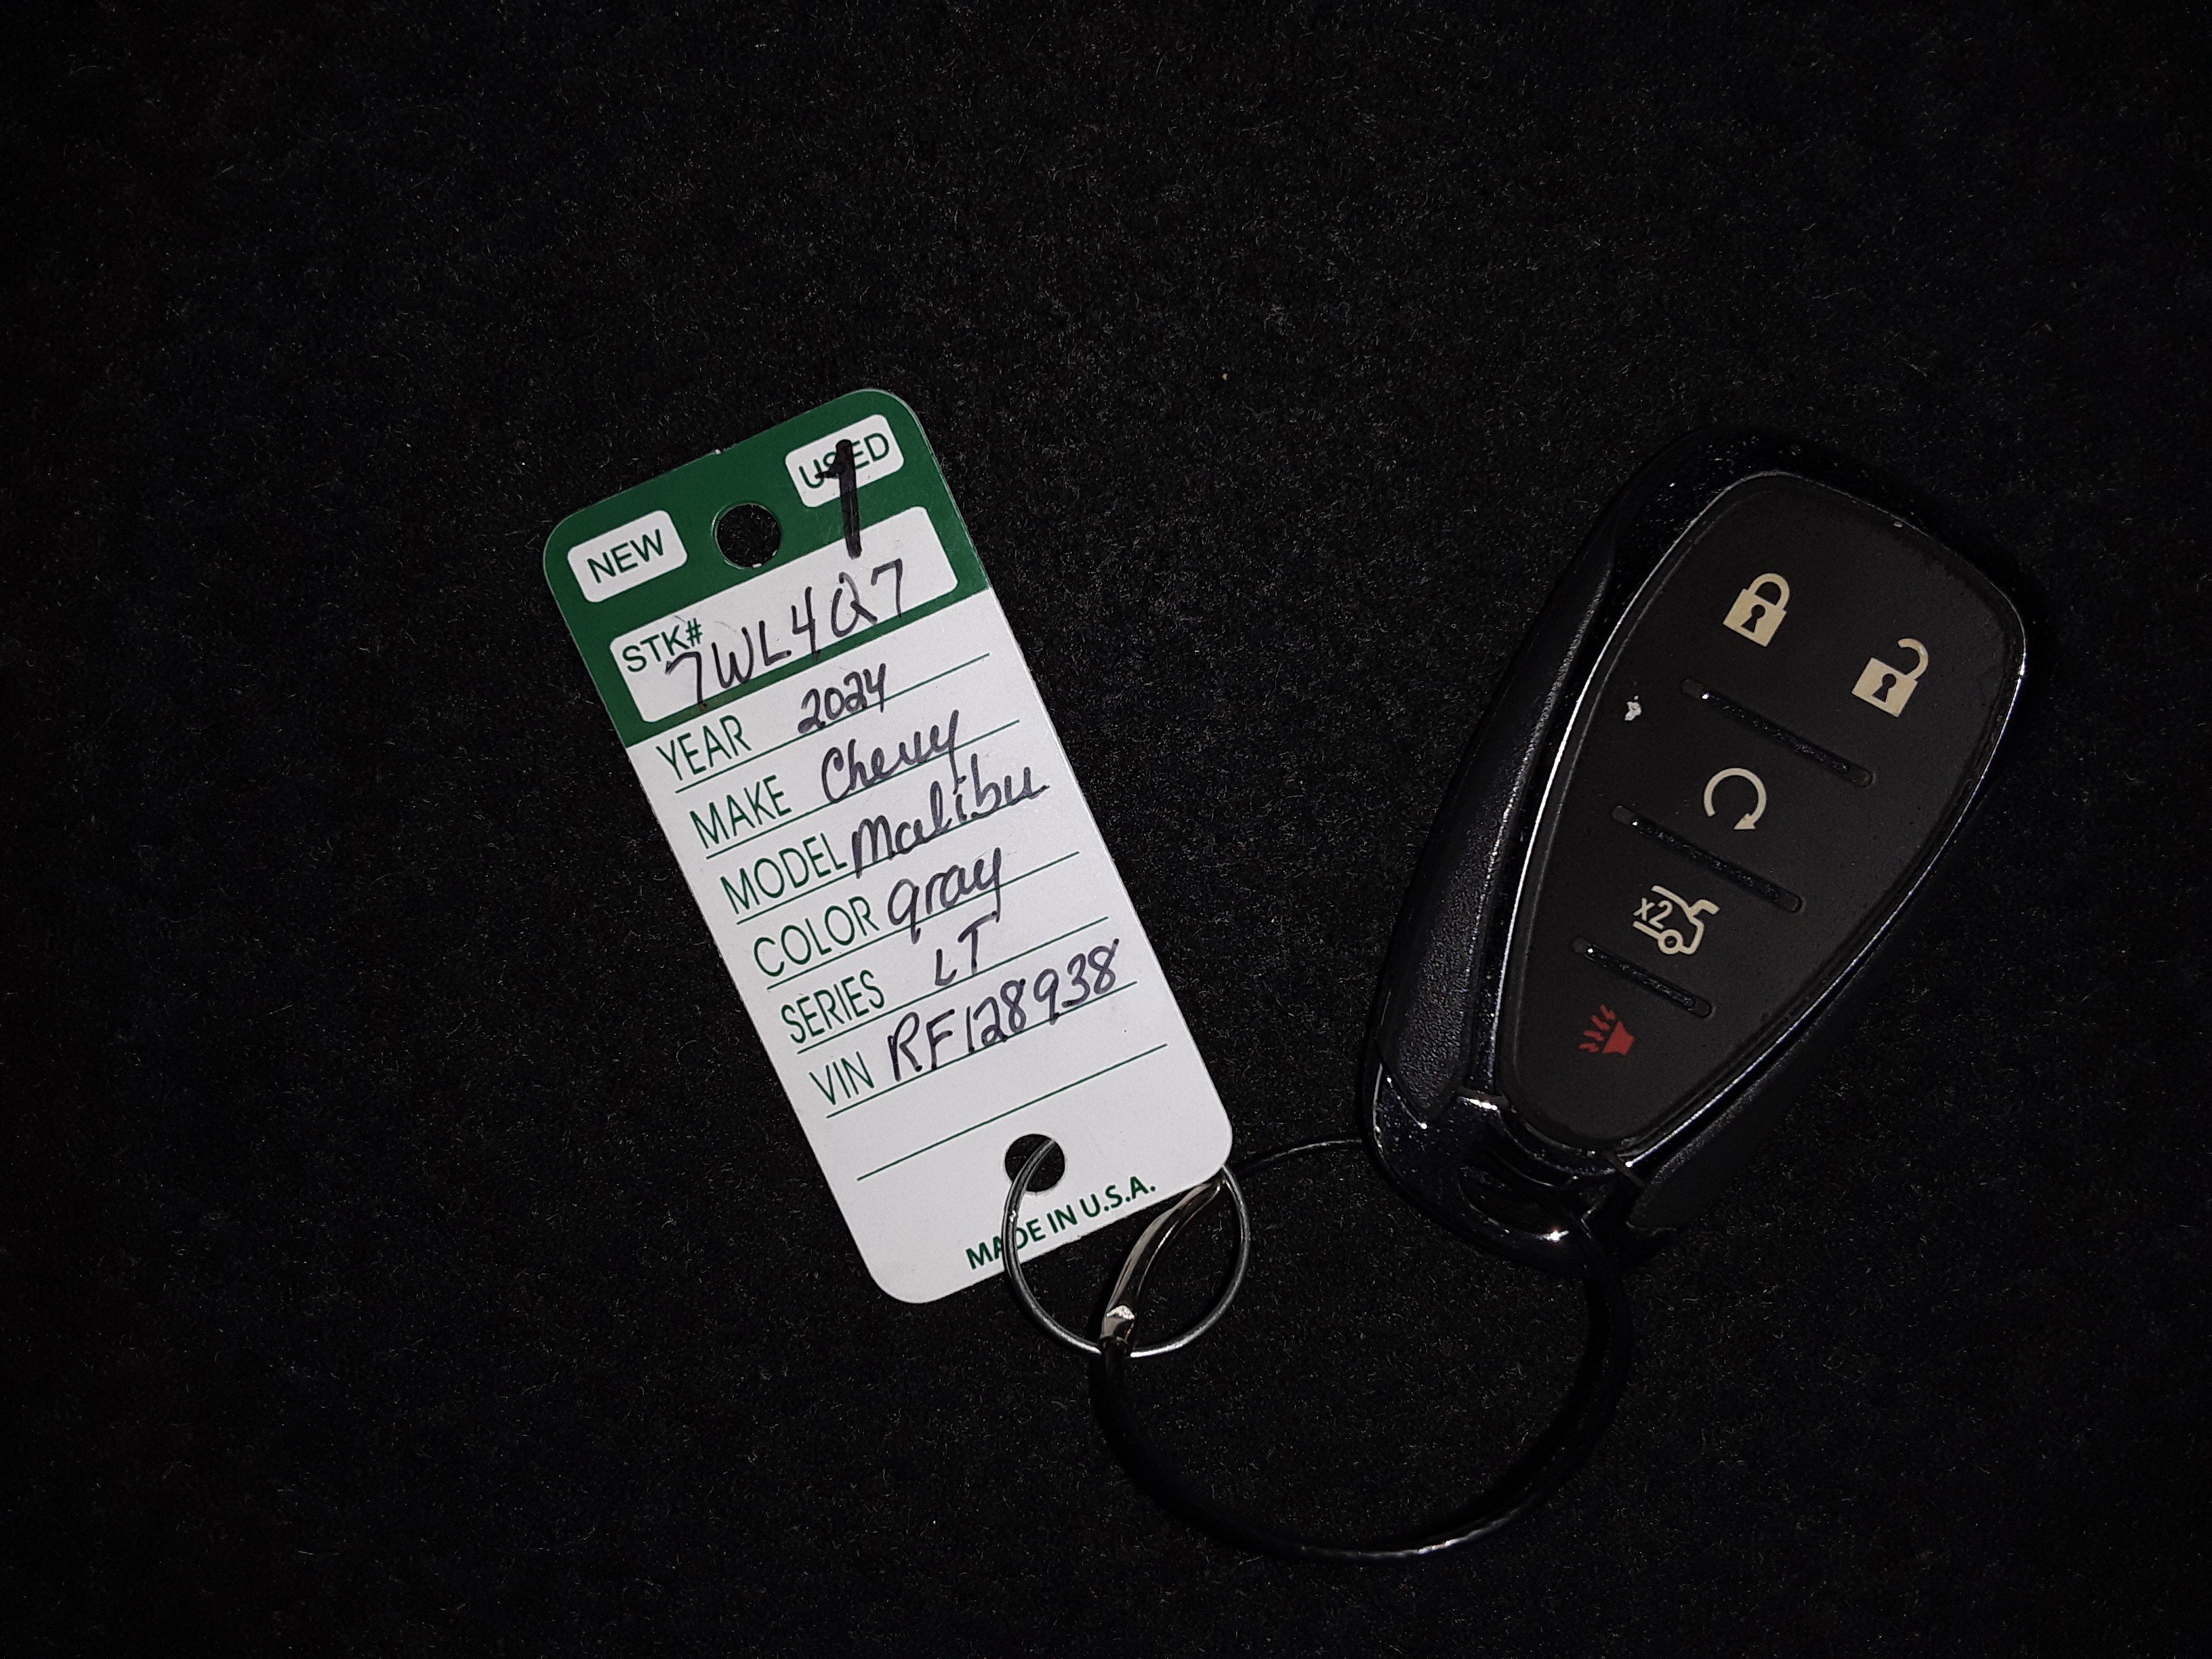 NEW USED
1
STK# 7WL4Q7
YEAR 2024
MAKE Chevy
MODEL Malibu
COLOR gray
SERIES LT
VIN RF128938
MADE IN U.S.A.
x2